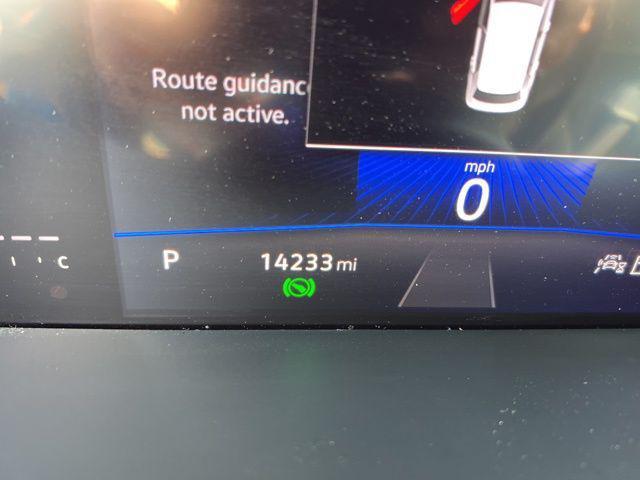 Route guidanc
not active.
mph
0
P
14233 mi
C